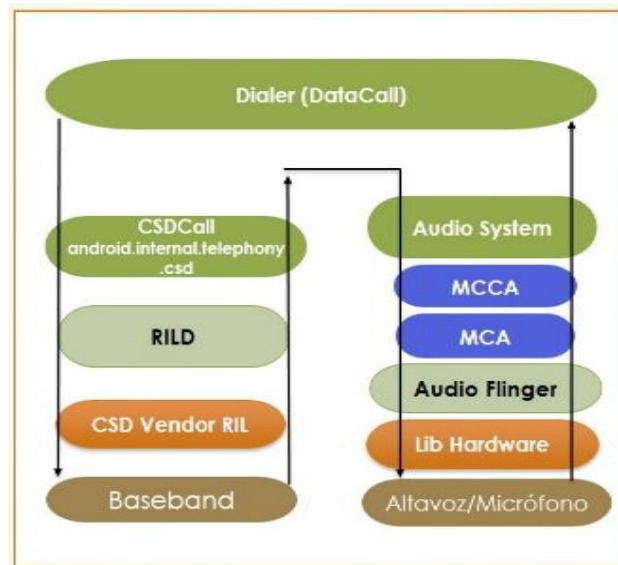 Dialer (DataCall)
CSDCall
android.internal.telephony
.csd
RILD
CSD Vendor RIL
Baseband
Audio System
MCCA
MCA
Audio Flinger
Lib Hardware
Altavoz/Micrófono